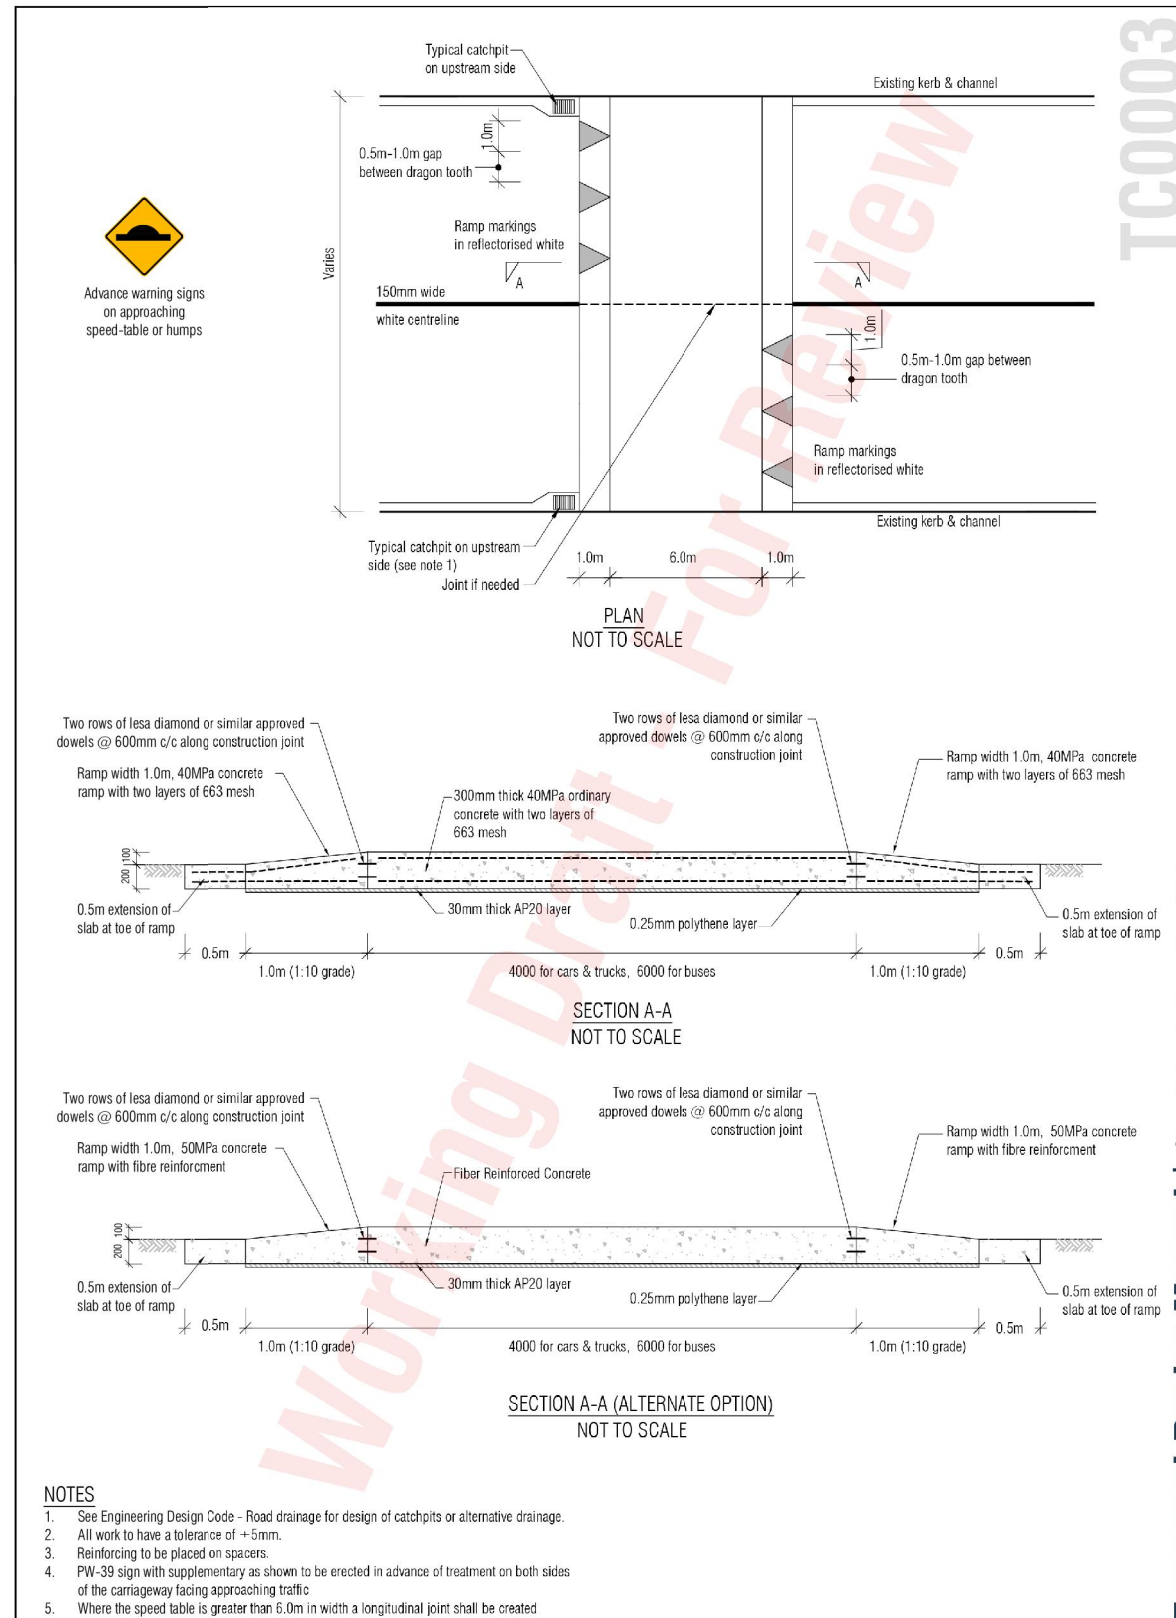 TC0003
Typical catchpit
on upstream side
Existing kerb & channel
1.0m
0.5m-1.0m gap
between dragon tooth
Ramp markings
in reflectorised white
Varies
A
A
150mm wide
white centreline
Advance warning signs
on approaching
speed-table or humps
1.0m
0.5m-1.0m gap between
dragon tooth
Ramp markings
in reflectorised white
Existing kerb & channel
Typical catchpit on upstream
side (see note 1)
Joint if needed
1.0m
6.0m
1.0m
PLAN
NOT TO SCALE
Two rows of lesa diamond or similar approved
dowels @ 600mm c/c along construction joint
Ramp width 1.0m, 40MPa concrete
ramp with two layers of 663 mesh
300mm thick 40MPa ordinary
concrete with two layers of
663 mesh
Two rows of lesa diamond or similar
approved dowels @ 600mm c/c along
construction joint
Ramp width 1.0m, 40MPa concrete
ramp with two layers of 663 mesh
100
200
0.5m extension of
slab at toe of ramp
30mm thick AP20 layer
0.25mm polythene layer
0.5m extension of
slab at toe of ramp
0.5m
1.0m (1:10 grade)
4000 for cars & trucks, 6000 for buses
1.0m (1:10 grade)
0.5m
SECTION A-A
NOT TO SCALE
Two rows of lesa diamond or similar approved
dowels @ 600mm c/c along construction joint
Ramp width 1.0m, 50MPa concrete
ramp with fibre reinforcment
Fiber Reinforced Concrete
Two rows of lesa diamond or similar
approved dowels @ 600mm c/c along
construction joint
Ramp width 1.0m, 50MPa concrete
ramp with fibre reinforcment
100
200
0.5m extension of
slab at toe of ramp
30mm thick AP20 layer
0.25mm polythene layer
0.5m extension of
slab at toe of ramp
0.5m
1.0m (1:10 grade)
4000 for cars & trucks, 6000 for buses
1.0m (1:10 grade)
0.5m
SECTION A-A (ALTERNATE OPTION)
NOT TO SCALE
Working Draft - For Review
NOTES
1. See Engineering Design Code - Road drainage for design of catchpits or alternative drainage.
2. All work to have a tolerance of +5mm.
3. Reinforcing to be placed on spacers.
4. PW-39 sign with supplementary as shown to be erected in advance of treatment on both sides
of the carriageway facing approaching traffic
5. Where the speed table is greater than 6.0m in width a longitudinal joint shall be created